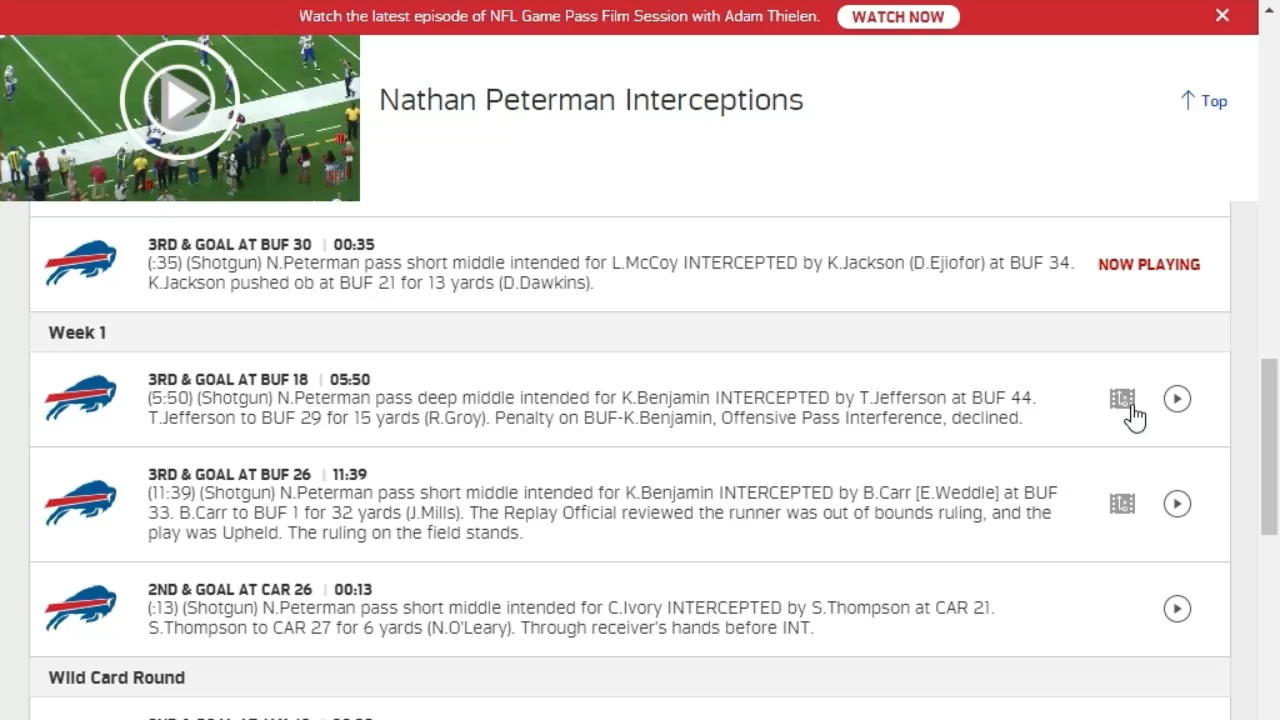 Watch the latest episode of NFL Game Pass Film Session with Adam Thielen. WATCH NOW
Nathan Peterman Interceptions
Top
3RD & GOAL AT BUF 30 | 00:35
(:35) (Shotgun) N.Peterman pass short middle intended for L.McCoy INTERCEPTED by K.Jackson (D.Ejiofor) at BUF 34.
K.Jackson pushed ob at BUF 21 for 13 yards (D.Dawkins).
NOW PLAYING
Week 1
3RD & GOAL AT BUF 18 | 05:50
(5:50) (Shotgun) N.Peterman pass deep middle intended for K.Benjamin INTERCEPTED by T.Jefferson at BUF 44.
T.Jefferson to BUF 29 for 15 yards (R.Groy). Penalty on BUF-K.Benjamin, Offensive Pass Interference, declined.
3RD & GOAL AT BUF 26 | 11:39
(11:39) (Shotgun) N.Peterman pass short middle intended for K.Benjamin INTERCEPTED by B.Carr [E.Weddle] at BUF
33. B.Carr to BUF 1 for 32 yards (J.Mills). The Replay Official reviewed the runner was out of bounds ruling, and the
play was Upheld. The ruling on the field stands.
2ND & GOAL AT CAR 26 | 00:13
(:13) (Shotgun) N.Peterman pass short middle intended for C.Ivory INTERCEPTED by S.Thompson at CAR 21.
S.Thompson to CAR 27 for 6 yards (N.O'Leary). Through receiver's hands before INT.
Wild Card Round